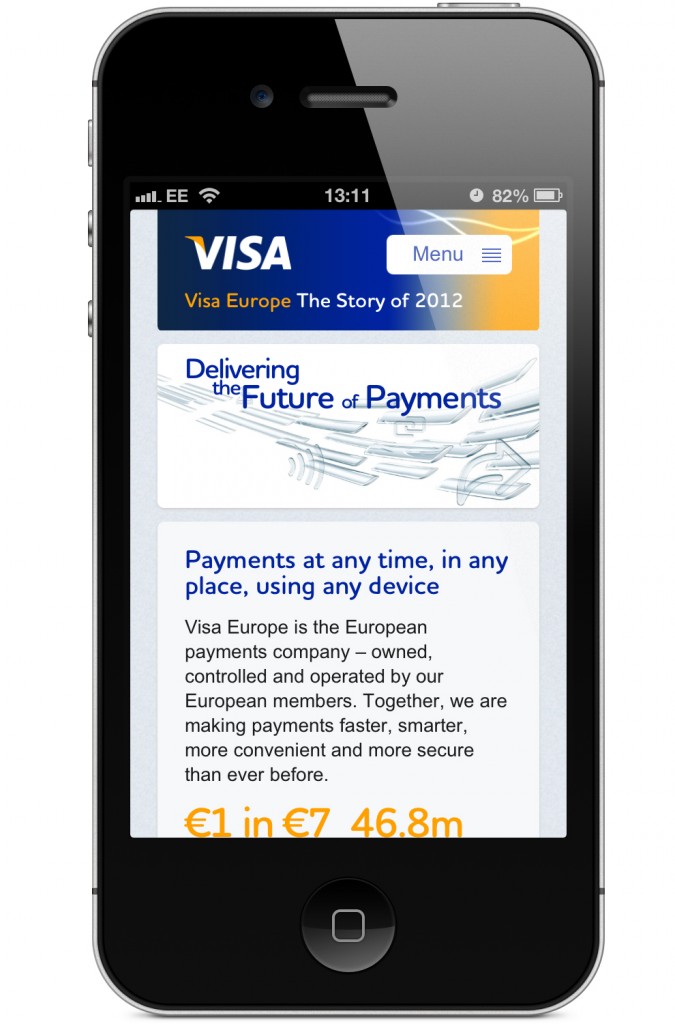 EE 13:11 82%
VISA
Menu
Visa Europe The Story of 2012
Delivering
the Future of Payments
Payments at any time, in any
place, using any device
Visa Europe is the European
payments company – owned,
controlled and operated by our
European members. Together, we are
making payments faster, smarter,
more convenient and more secure
than ever before.
€1 in €7 46.8m